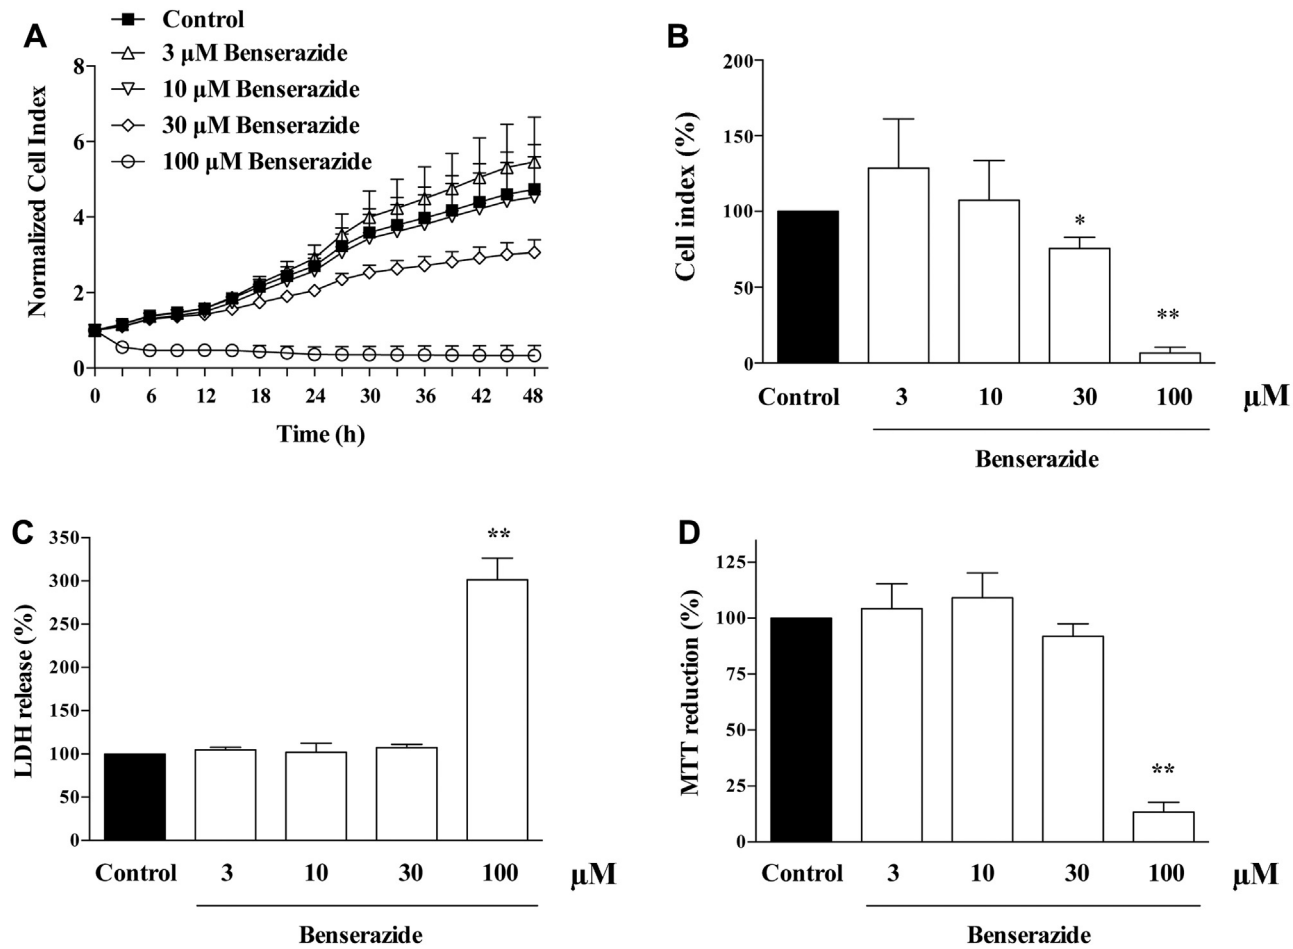 A
Control
3 μM Benserazide
10 μM Benserazide
30 μM Benserazide
100 μM Benserazide
Normalized Cell Index
8
6
4
2
0
0 6 12 18 24 30 36 42 48
Time (h)
B
Cell index (%)
200
150
100
50
0
*
**
Control 3 10 30 100 μM
Benserazide
C
LDH release (%)
350
300
250
200
150
100
50
0
**
Control 3 10 30 100 μM
Benserazide
D
MTT reduction (%)
125
100
75
50
25
0
**
Control 3 10 30 100 μM
Benserazide